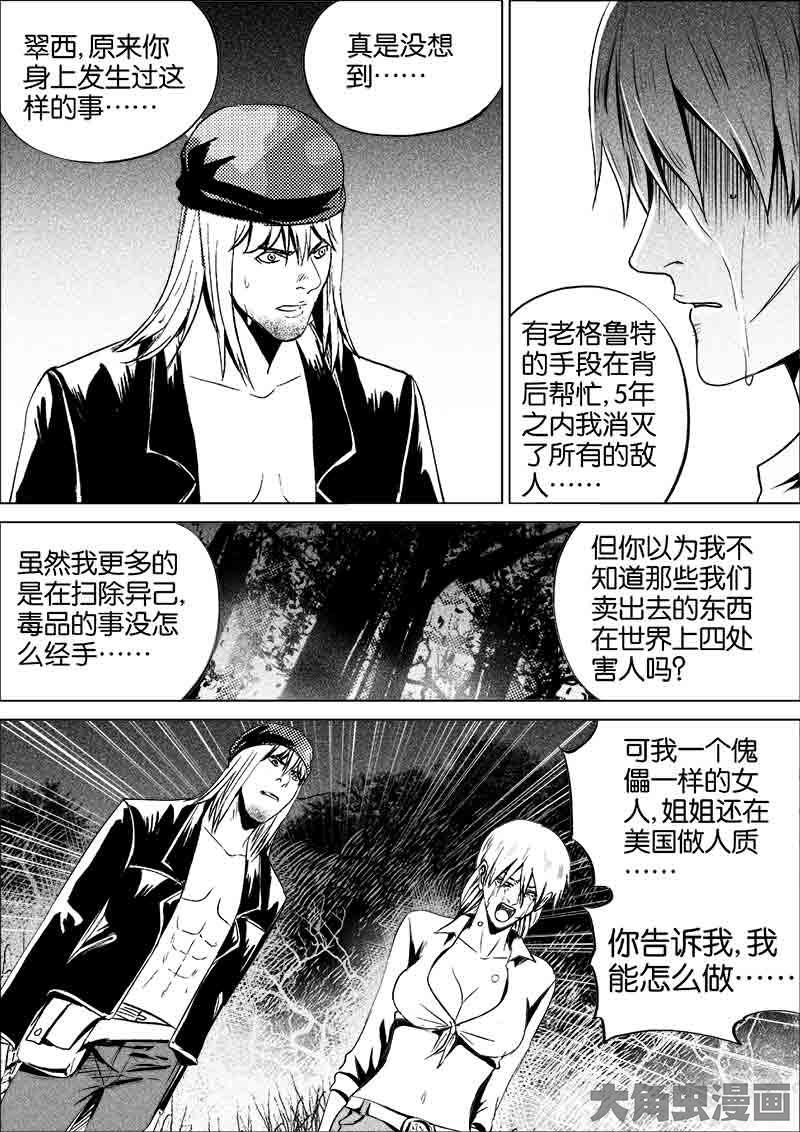 翠西,原来你
身上发生过这
样的事……
真是没想
到……
有老格鲁特
的手段在背
后帮忙,5年
之内我消灭
了所有的敌
人……
虽然我更多的
是在扫除异己,
毒品的事没怎
么经手……
但你以为我不
知道那些我们
卖出去的东西
在世界上四处
害人吗?
可我一个傀
儡一样的女
人,姐姐还在
美国做人质
……
你告诉我,我
能怎么做……
大角虫漫画